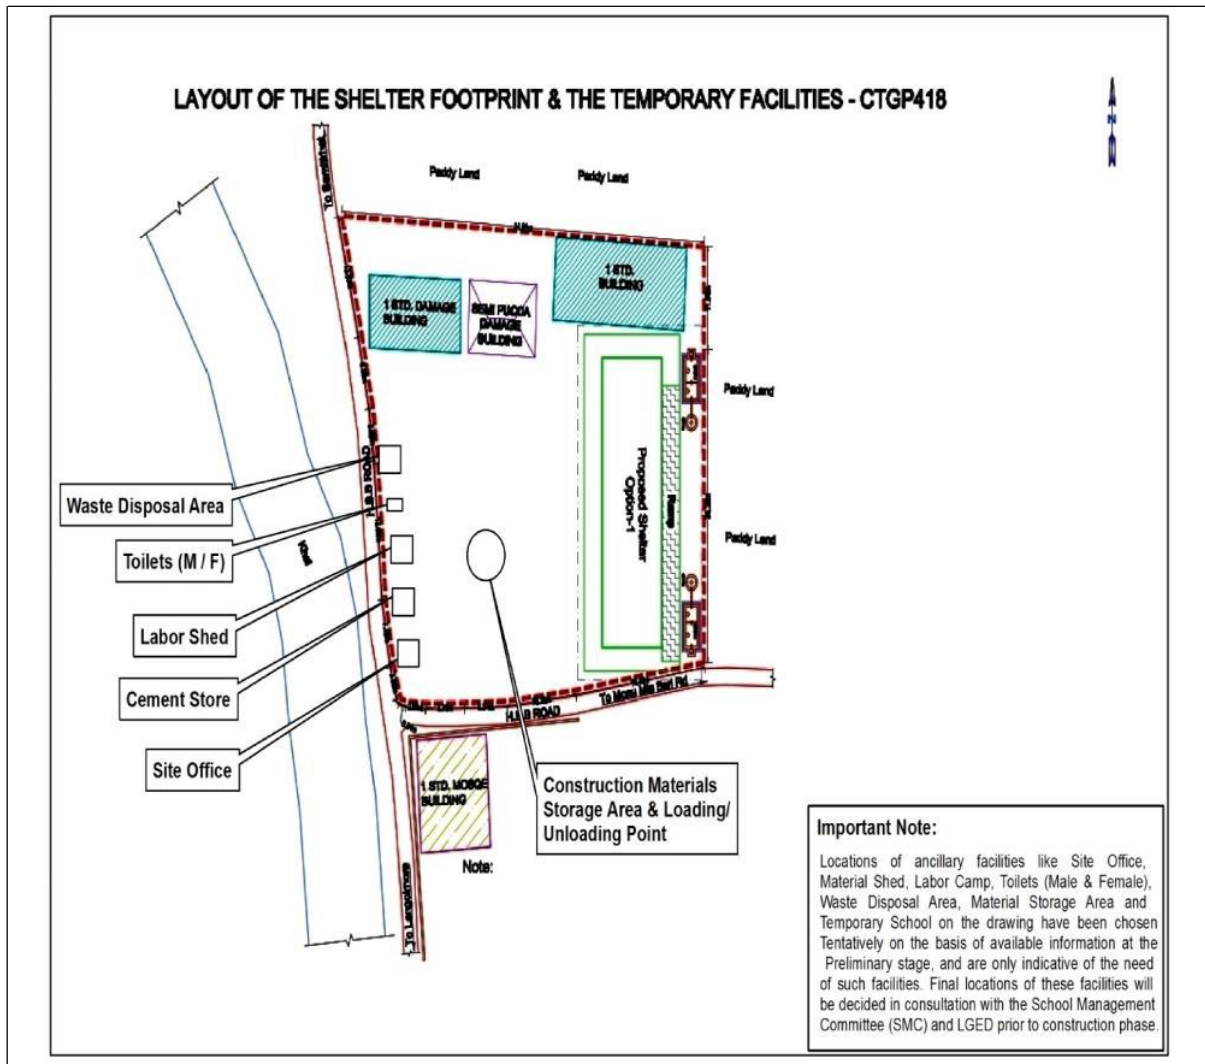 LAYOUT OF THE SHELTER FOOTPRINT & THE TEMPORARY FACILITIES - CTGP418
N
Paddy Land
Paddy Land
1 STD.
BUILDING
1 STD. DAMAGE
BUILDING
SEMI PUCCA
DAMAGE
BUILDING
Paddy Land
H.B.B ROAD
Proposed Shelter
Option-1
Ramp
Waste Disposal Area
Toilets (M / F)
Khal
Paddy Land
Labor Shed
Cement Store
Site Office
H.B.B ROAD
To Monu Mia Bari Rd
1 STD. MOSQE
BUILDING
Construction Materials
Storage Area & Loading/
Unloading Point
Note:
Important Note:
Locations of ancillary facilities like Site Office,
Material Shed, Labor Camp, Toilets (Male & Female),
Waste Disposal Area, Material Storage Area and
Temporary School on the drawing have been chosen
Tentatively on the basis of available information at the
Preliminary stage, and are only indicative of the need
of such facilities. Final locations of these facilities will
be decided in consultation with the School Management
Committee (SMC) and LGED prior to construction phase.